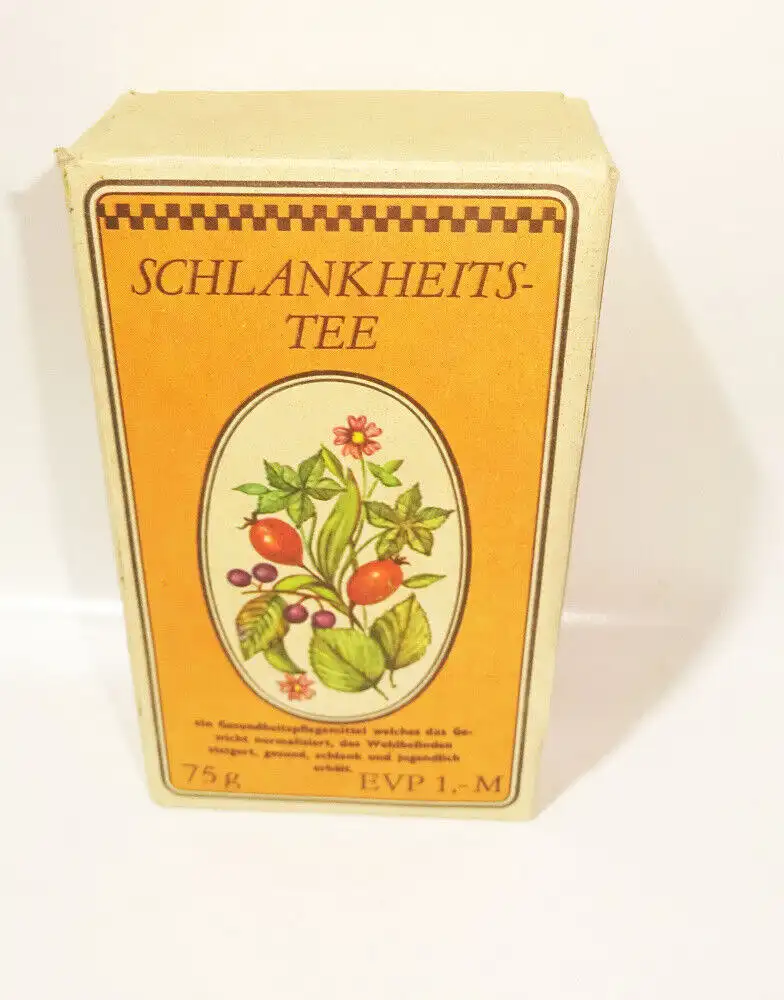 SCHLANKHEITS-
TEE
ein Gesundheitspflegemittel welches das Ge-
wicht normalisiert, das Wohlbefinden
steigert, gesund, schlank und jugendlich
erhält.
75 g EVP 1,- M